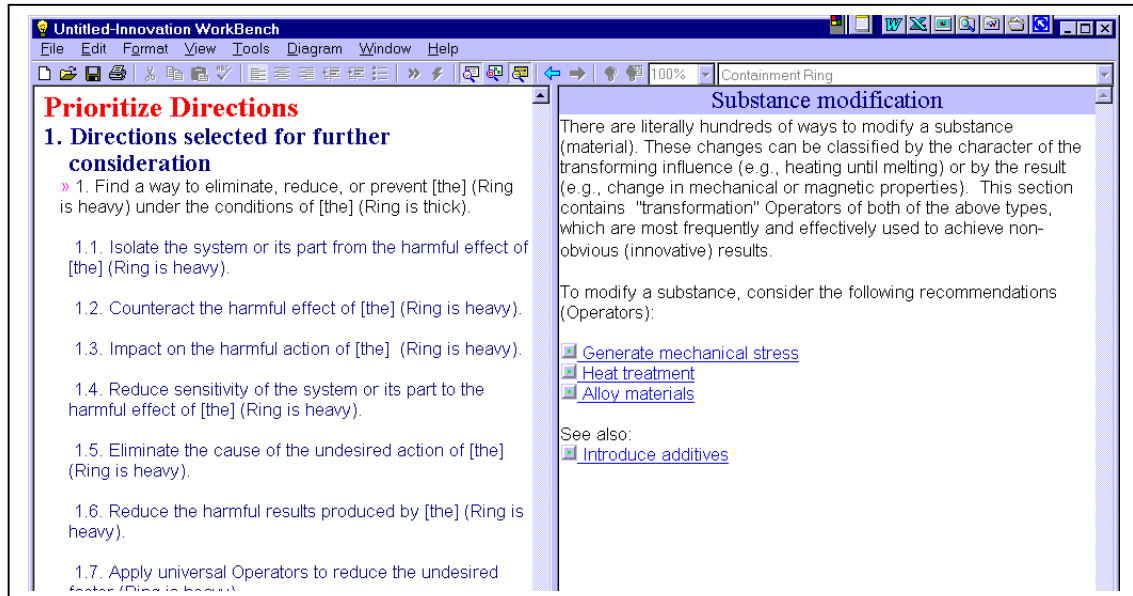 Untitled-Innovation WorkBench
File Edit Format View Tools Diagram Window Help
100% Containment Ring
Prioritize Directions
1. Directions selected for further
consideration
» 1. Find a way to eliminate, reduce, or prevent [the] (Ring
is heavy) under the conditions of [the] (Ring is thick).
1.1. Isolate the system or its part from the harmful effect of
[the] (Ring is heavy).
1.2. Counteract the harmful effect of [the] (Ring is heavy).
1.3. Impact on the harmful action of [the] (Ring is heavy).
1.4. Reduce sensitivity of the system or its part to the
harmful effect of [the] (Ring is heavy).
1.5. Eliminate the cause of the undesired action of [the]
(Ring is heavy).
1.6. Reduce the harmful results produced by [the] (Ring is
heavy).
1.7. Apply universal Operators to reduce the undesired
Substance modification
There are literally hundreds of ways to modify a substance
(material). These changes can be classified by the character of the
transforming influence (e.g., heating until melting) or by the result
(e.g., change in mechanical or magnetic properties). This section
contains "transformation" Operators of both of the above types,
which are most frequently and effectively used to achieve non-
obvious (innovative) results.
To modify a substance, consider the following recommendations
(Operators):
Generate mechanical stress
Heat treatment
Alloy materials
See also:
Introduce additives